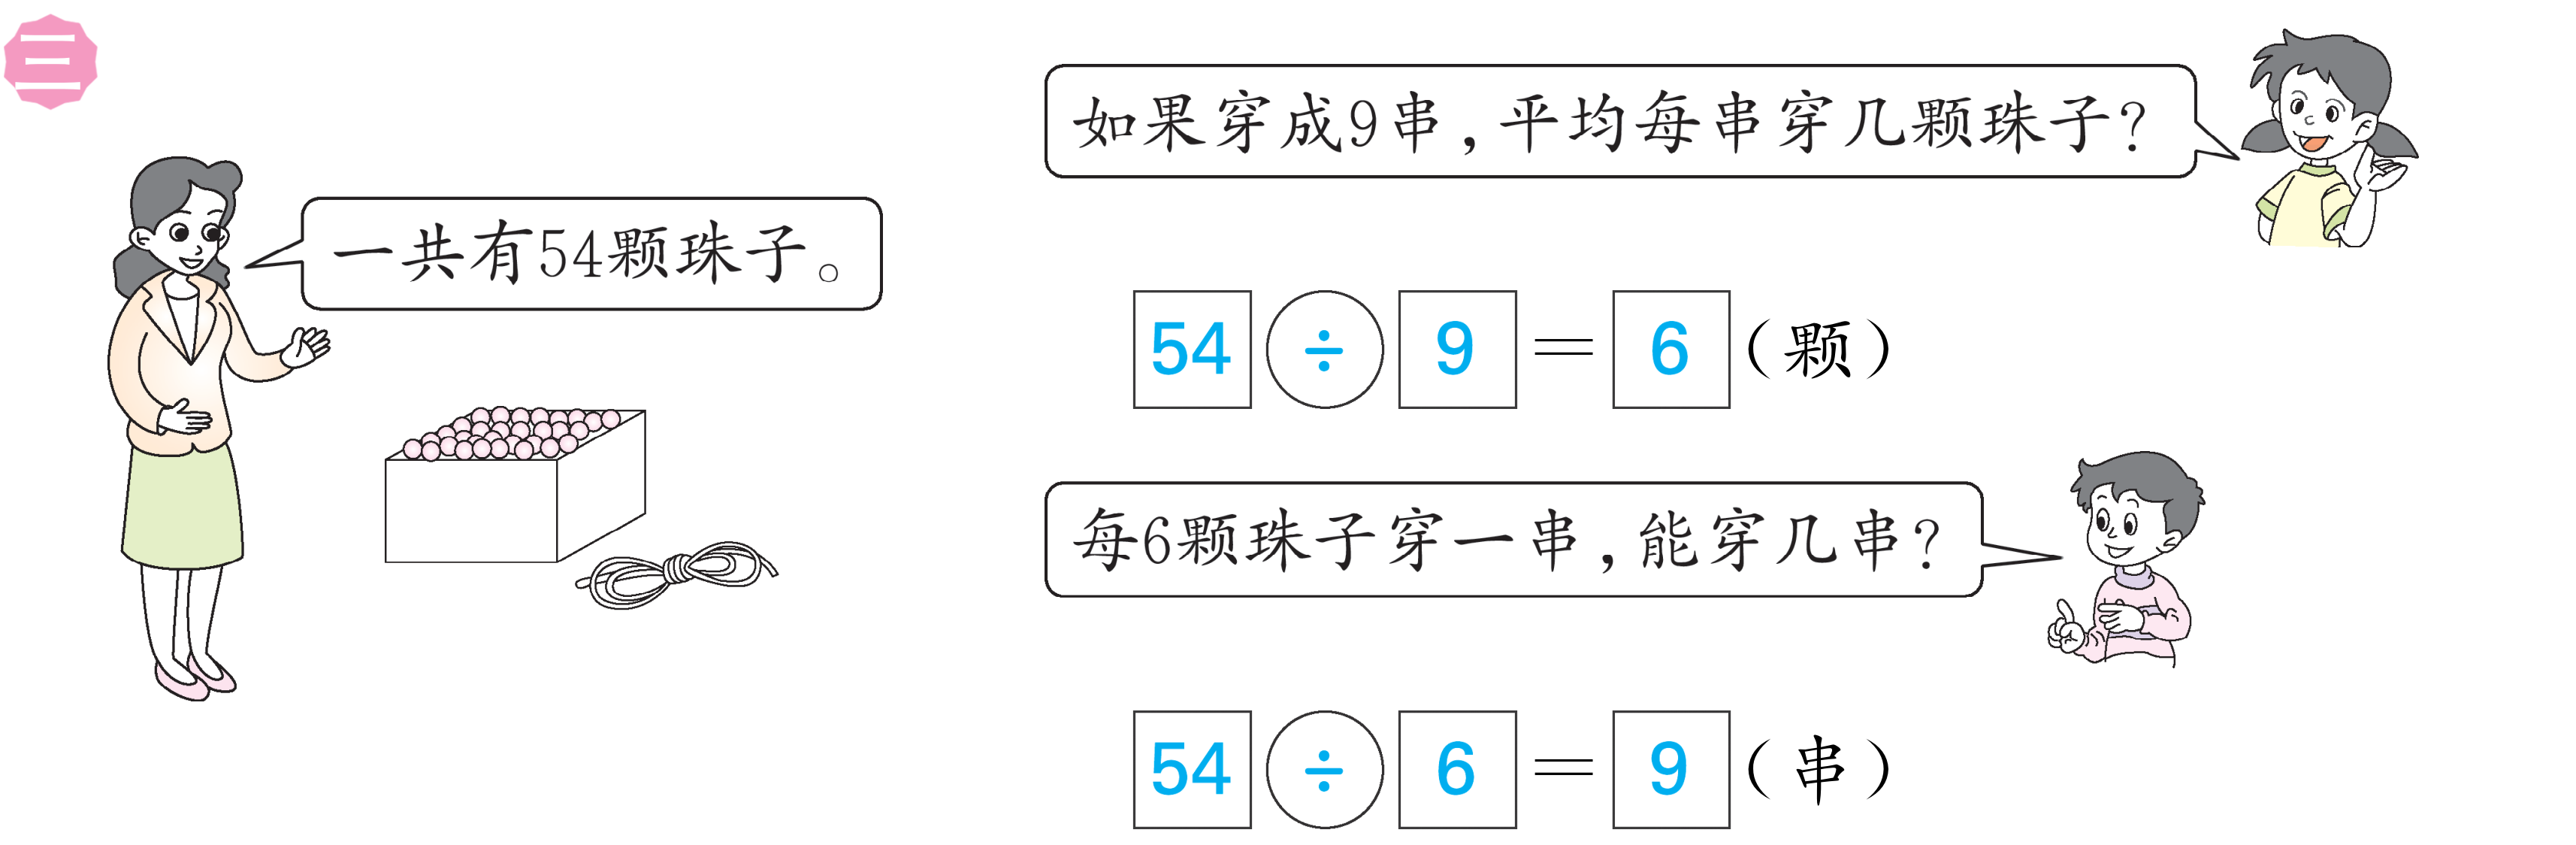 三
一共有54颗珠子。
如果穿成9串,平均每串穿几颗珠子?
54÷9=6(颗)
每6颗珠子穿一串,能穿几串?
54÷6=9(串)